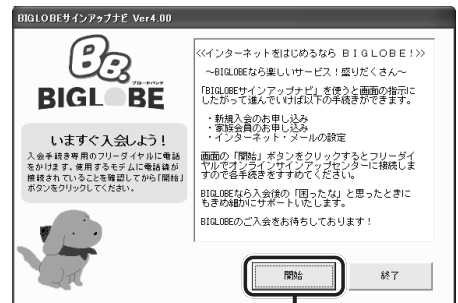 BIGLOBEサインアップナビ Ver4.00
BB.
ブロードバンド
BIGLOBE
いますぐ入会しよう！
入会手続き専用のフリーダイヤルに電話
をかけます。使用するモデムに電話線が
接続されていることを確認してから「開始」
ボタンをクリックしてください。
<<インターネットをはじめるなら ＢＩＧＬＯＢＥ！>>
～BIGLOBEなら楽しいサービス！盛りだくさん～
「BIGLOBEサインアップナビ」を使うと画面の指示に
したがって進んでいけば以下の手続きができます。
・新規入会のお申し込み
・家族会員のお申し込み
・インターネット・メールの設定
画面の「開始」ボタンをクリックするとフリーダイ
ヤルでオンラインサインアップセンターに接続しま
すので各手続きをすすめてください。
BIGLOBEなら入会後の「困ったな」と思ったときに
もきめ細かにサポートいたします。
BIGLOBEのご入会をお待ちしております！
開始
終了